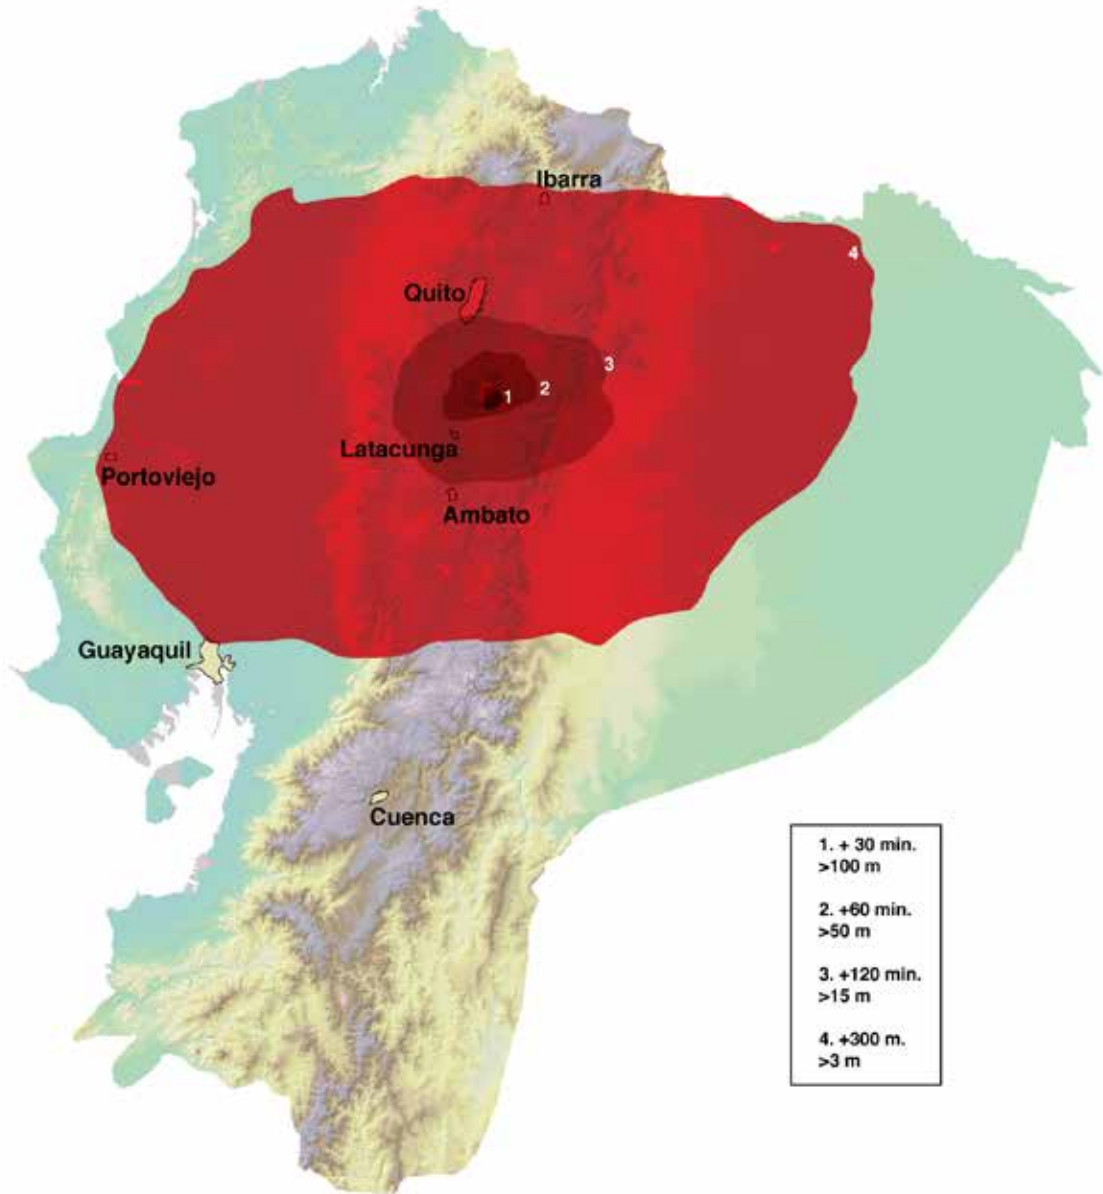 Ibarra
4
Quito
3
2
1
Latacunga
Portoviejo
Ambato
Guayaquil
Cuenca
1. + 30 min.
>100 m
2. +60 min.
>50 m
3. +120 min.
>15 m
4. +300 m.
>3 m